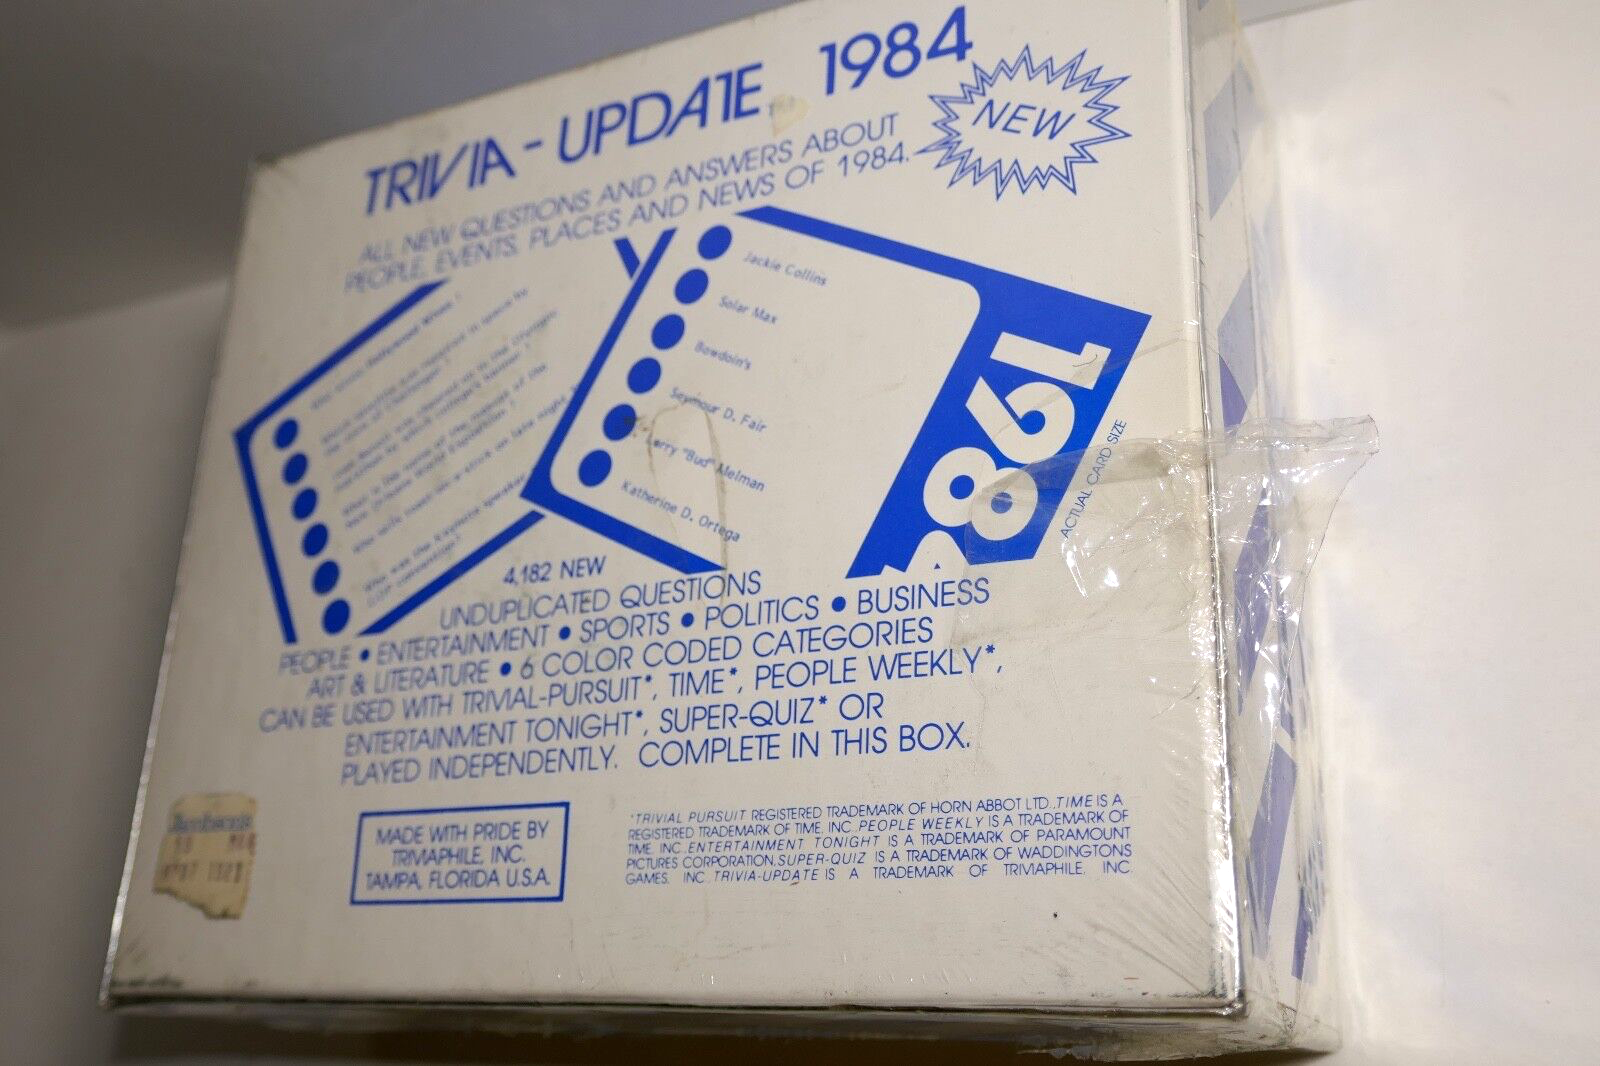 TRIVIA - UPDATE 1984
NEW
ALL NEW QUESTIONS AND ANSWERS ABOUT
PEOPLE, EVENTS, PLACES AND NEWS OF 1984.
Jackie Collins
Solar Max
Bowdoin's
Seymour D. Fair
Larry "Bud" Melman
Katherine D. Ortega
1986
ACTUAL CARD SIZE
4,182 NEW
UNDUPLICATED QUESTIONS
PEOPLE • ENTERTAINMENT • SPORTS • POLITICS • BUSINESS
ART & LITERATURE • 6 COLOR CODED CATEGORIES
CAN BE USED WITH TRIVIAL-PURSUIT*, TIME*, PEOPLE WEEKLY*,
ENTERTAINMENT TONIGHT*, SUPER-QUIZ* OR
PLAYED INDEPENDENTLY. COMPLETE IN THIS BOX.
MADE WITH PRIDE BY
TRIVIAPHILE, INC.
TAMPA, FLORIDA U.S.A.
*TRIVIAL PURSUIT REGISTERED TRADEMARK OF HORN ABBOT LTD. TIME IS A
REGISTERED TRADEMARK OF TIME, INC. PEOPLE WEEKLY IS A TRADEMARK OF
TIME, INC. ENTERTAINMENT TONIGHT IS A TRADEMARK OF PARAMOUNT
PICTURES CORPORATION. SUPER-QUIZ IS A TRADEMARK OF WADDINGTONS
GAMES, INC. TRIVIA-UPDATE IS A TRADEMARK OF TRIVIAPHILE, INC.